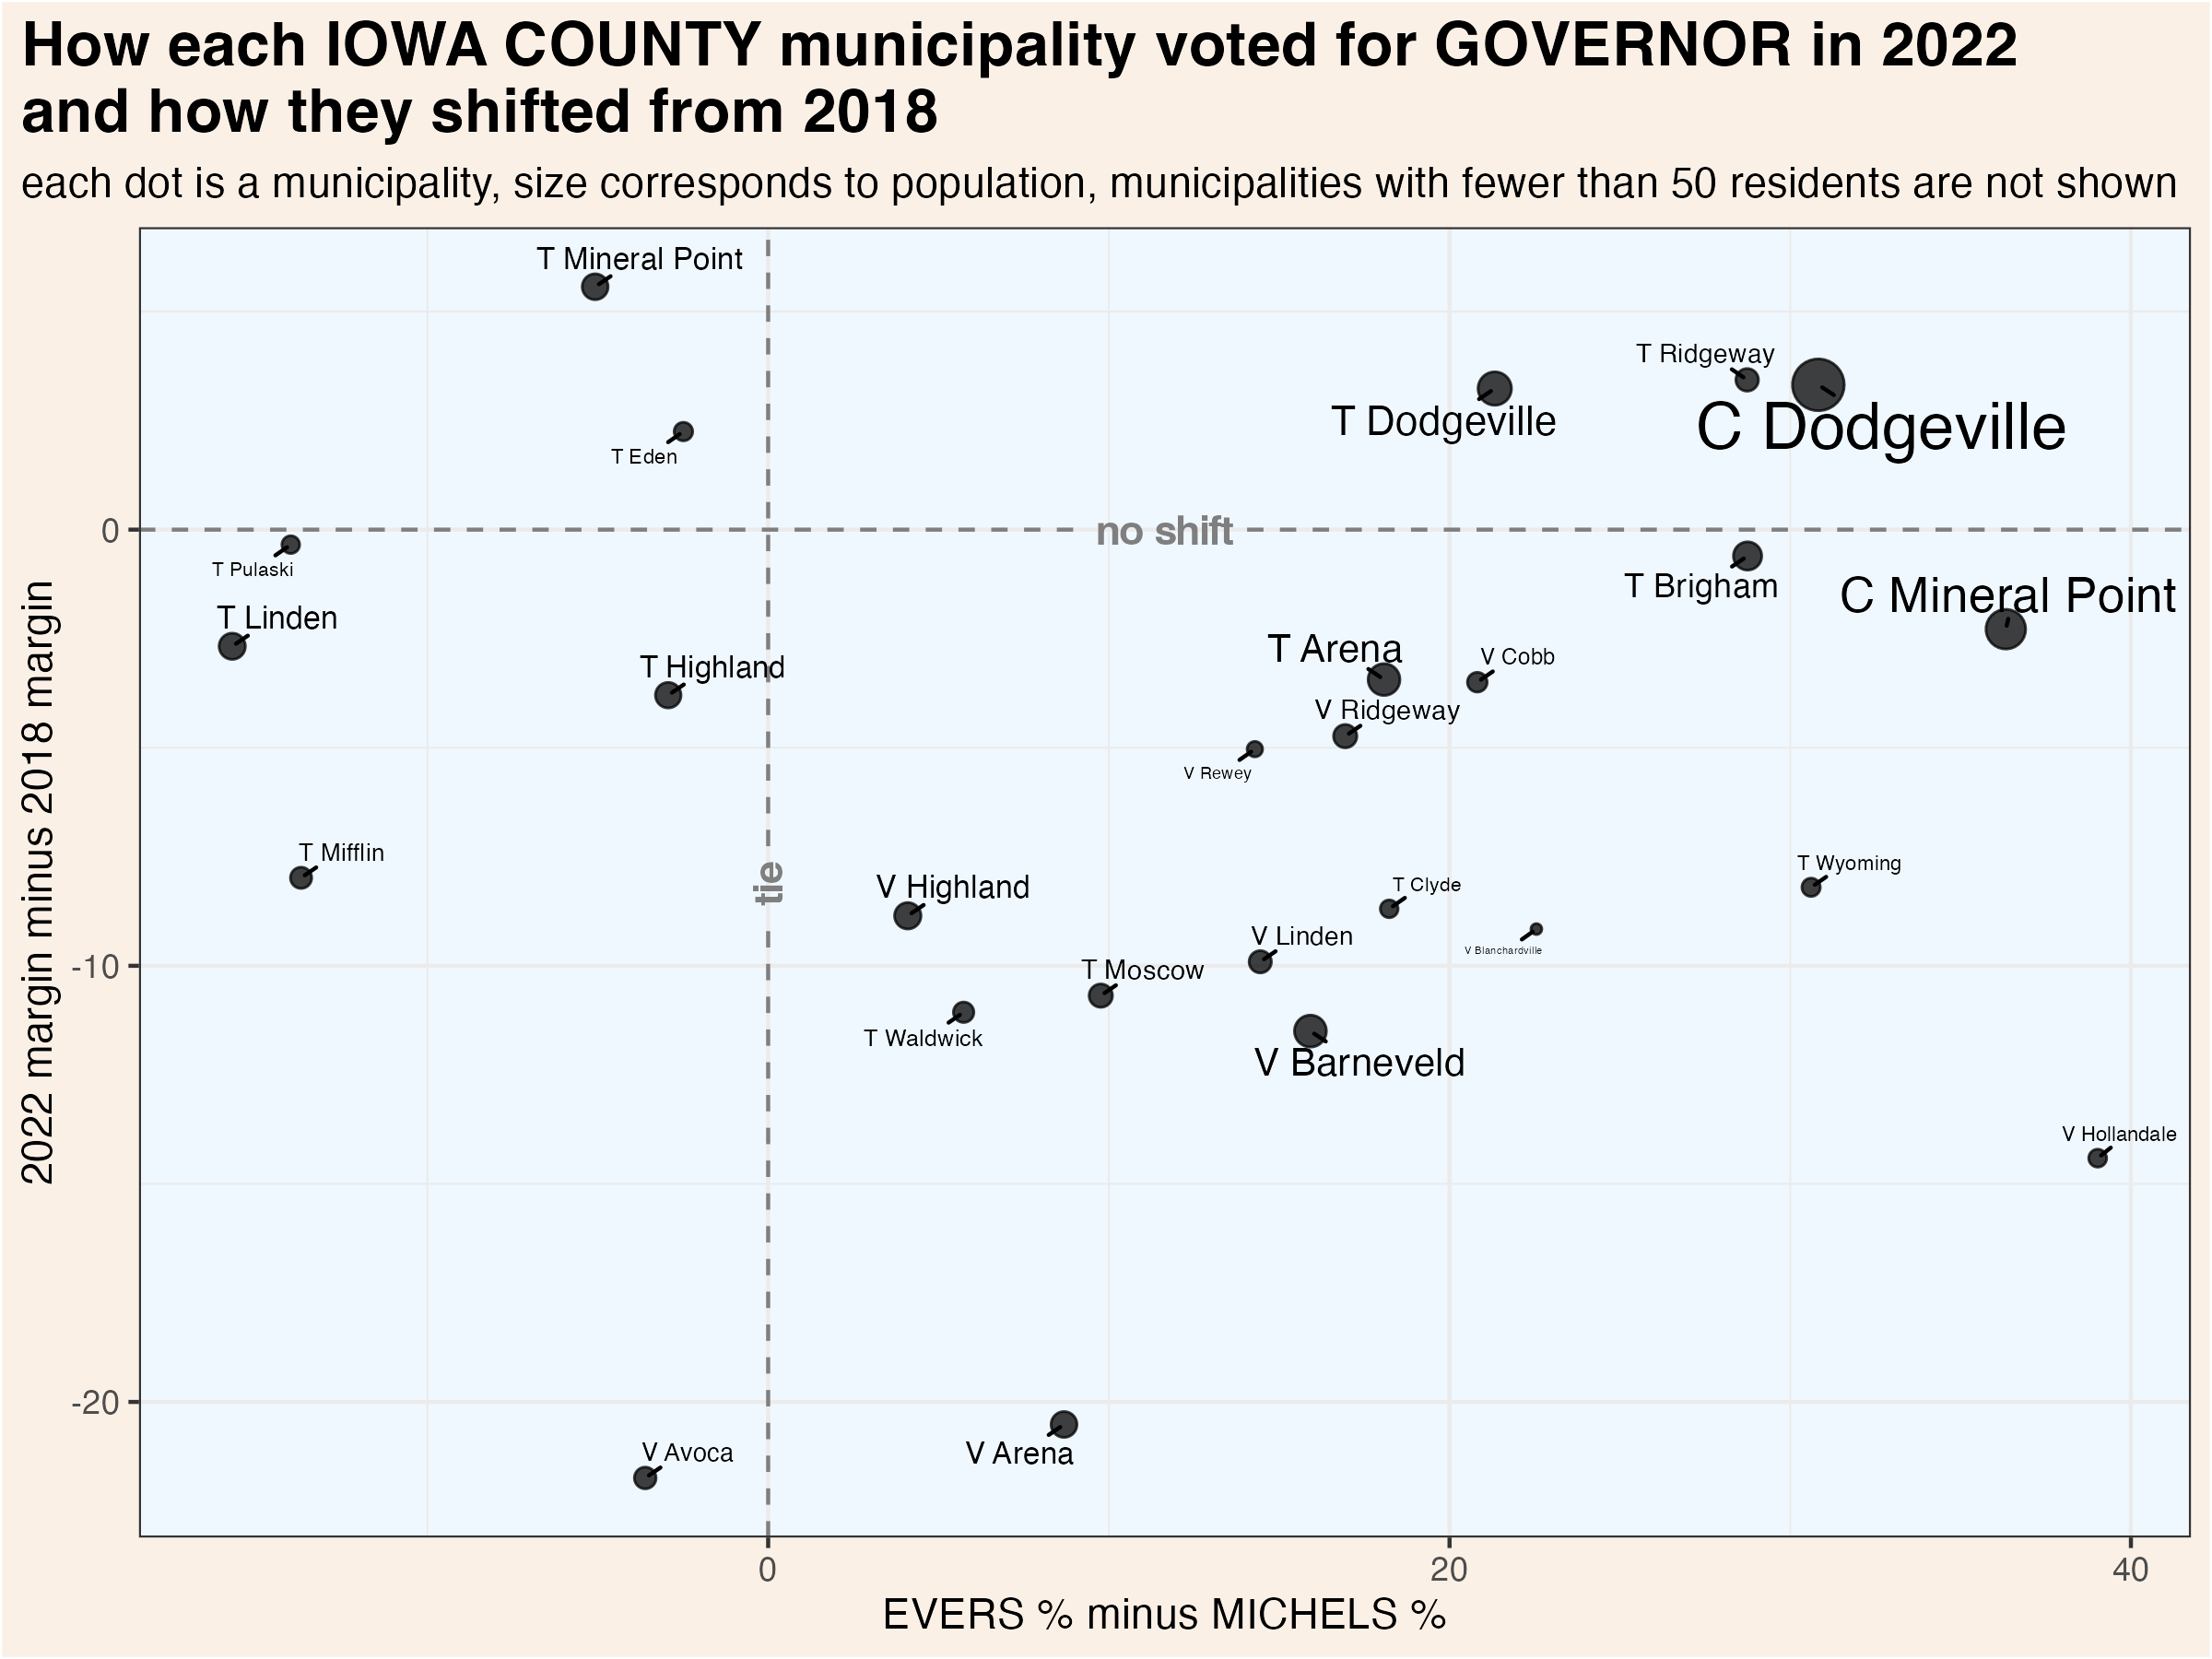 How each IOWA COUNTY municipality voted for GOVERNOR in 2022
and how they shifted from 2018
each dot is a municipality, size corresponds to population, municipalities with fewer than 50 residents are not shown
T Mineral Point
T Ridgeway
T Dodgeville
C Dodgeville
T Eden
0
no shift
T Pulaski
T Brigham
C Mineral Point
T Linden
T Arena
V Cobb
T Highland
V Ridgeway
V Rewey
T Mifflin
T Wyoming
tie
V Highland
T Clyde
V Linden
V Blanchardville
-10
T Moscow
T Waldwick
V Barneveld
V Hollandale
-20
V Avoca
V Arena
2022 margin minus 2018 margin
0
20
40
EVERS % minus MICHELS %